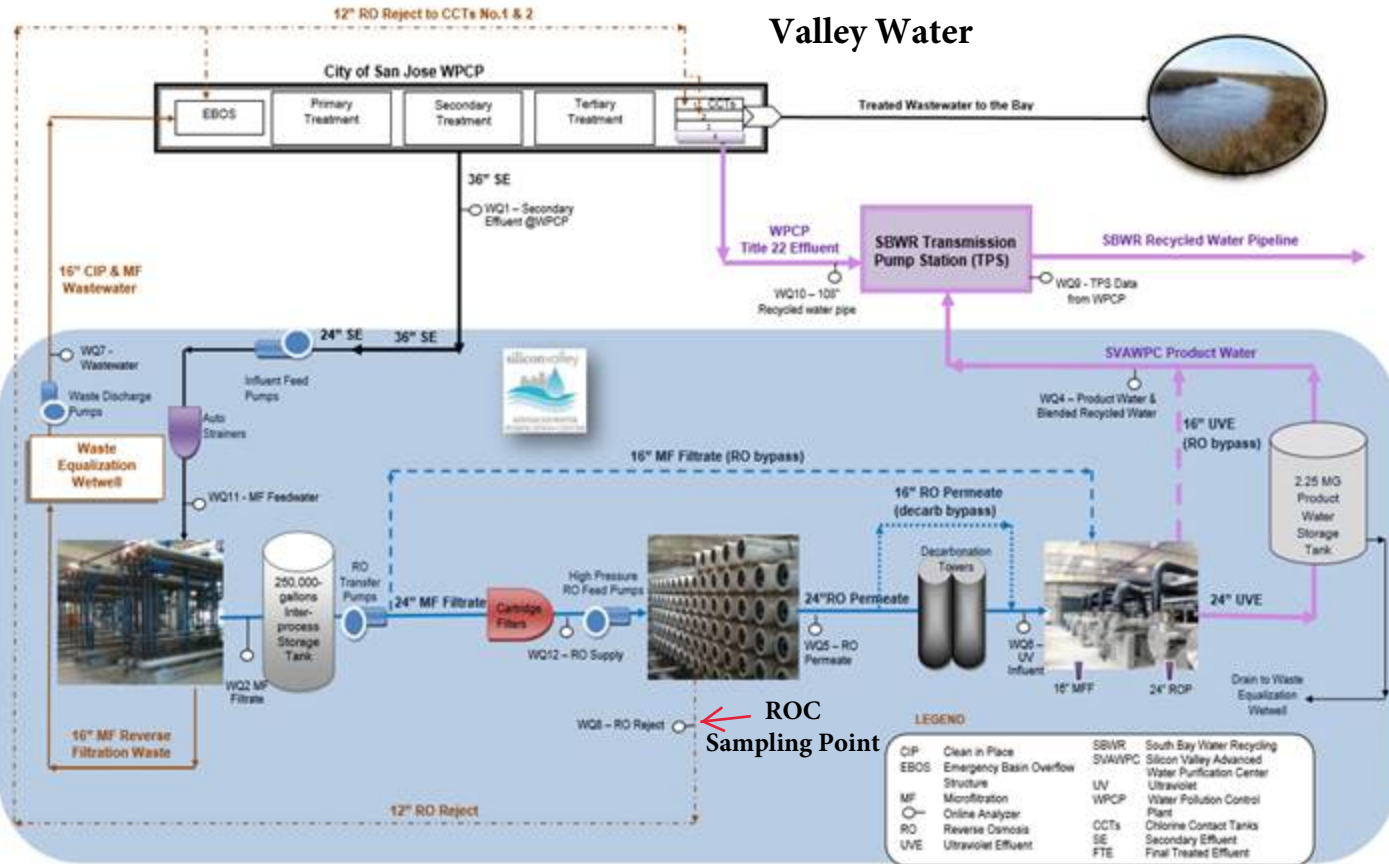 12" RO Reject to CCTs No.1 & 2
Valley Water
City of San Jose WPCP
EBOS
Primary
Treatment
Secondary
Treatment
Tertiary
Treatment
CCTs
Treated Wastewater to the Bay
36" SE
WQ1 – Secondary
Effluent @WPCP
WPCP
Title 22 Effluent
SBWR Transmission
Pump Station (TPS)
SBWR Recycled Water Pipeline
WQ10 – 108"
Recycled water pipe
WQ9 - TPS Data
from WPCP
16" CIP & MF
Wastewater
WQ7 -
Wastewater
Waste Discharge
Pumps
Waste
Equalization
Wetwell
24" SE
36" SE
Influent Feed
Pumps
Auto
Strainers
siliconvalley
SVAWPC Product Water
WQ4 – Product Water &
Blended Recycled Water
16" UVE
(RO bypass)
2.25 MG
Product
Water
Storage
Tank
WQ11 - MF Feedwater
16" MF Filtrate (RO bypass)
16" RO Permeate
(decarb bypass)
250,000-
gallons
Inter-
process
Storage
Tank
RO
Transfer
Pumps
24" MF Filtrate
Cartridge
Filters
High Pressure
RO Feed Pumps
WQ12 – RO Supply
24"RO Permeate
Decarbonation
Towers
24" UVE
WQ2 MF
Filtrate
WQ5 – RO
Permeate
WQ6 –
UV
Influent
16" MFF
24" ROP
Drain to Waste
Equalization
Wetwell
16" MF Reverse
Filtration Waste
WQ8 – RO Reject
ROC
Sampling Point
12" RO Reject
LEGEND
CIP Clean in Place
EBOS Emergency Basin Overflow
Structure
MF Microfiltration
Online Analyzer
RO Reverse Osmosis
UVE Ultraviolet Effluent
SBWR South Bay Water Recycling
SVAWPC Silicon Valley Advanced
Water Purification Center
UV Ultraviolet
WPCP Water Pollution Control
Plant
CCTs Chlorine Contact Tanks
SE Secondary Effluent
FTE Final Treated Effluent